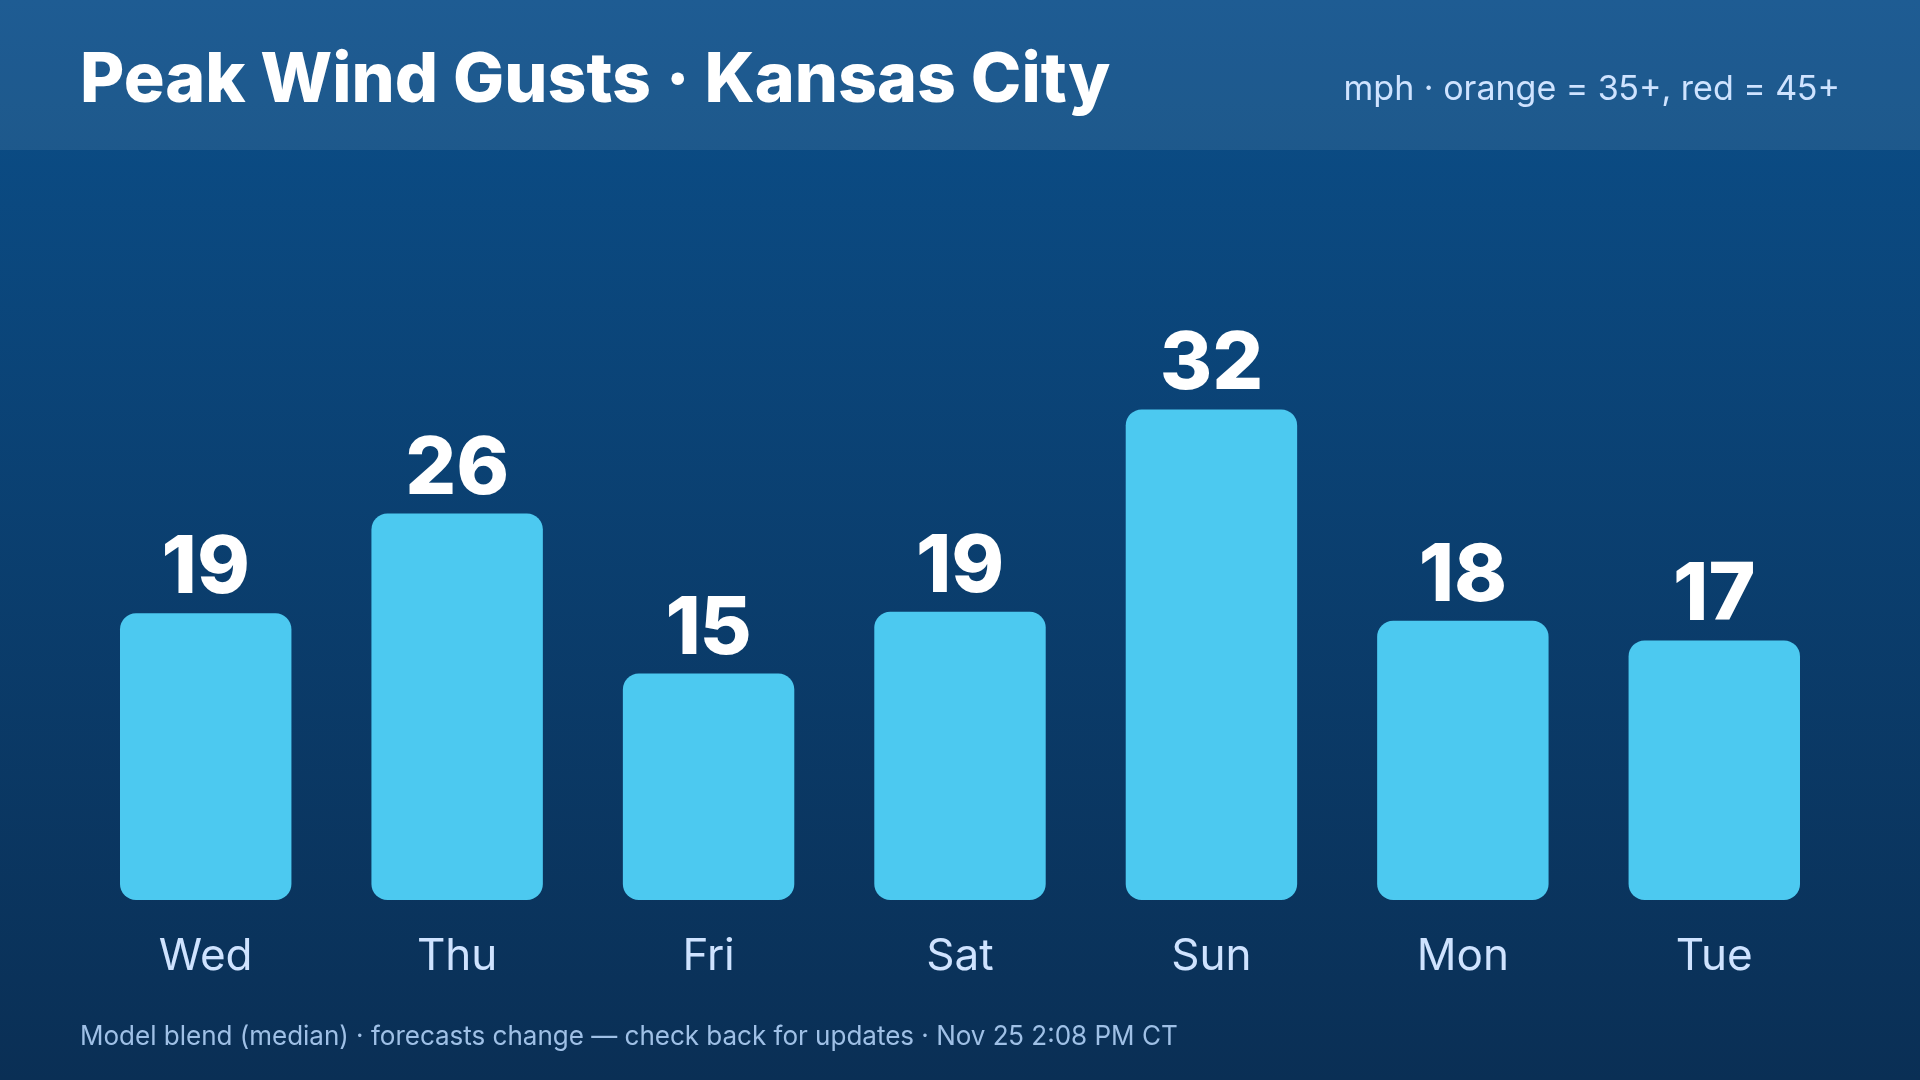 Peak Wind Gusts · Kansas City
mph · orange = 35+, red = 45+
32
26
19
19
18
17
15
Wed Thu Fri Sat Sun Mon Tue
Model blend (median) · forecasts change — check back for updates · Nov 25 2:08 PM CT